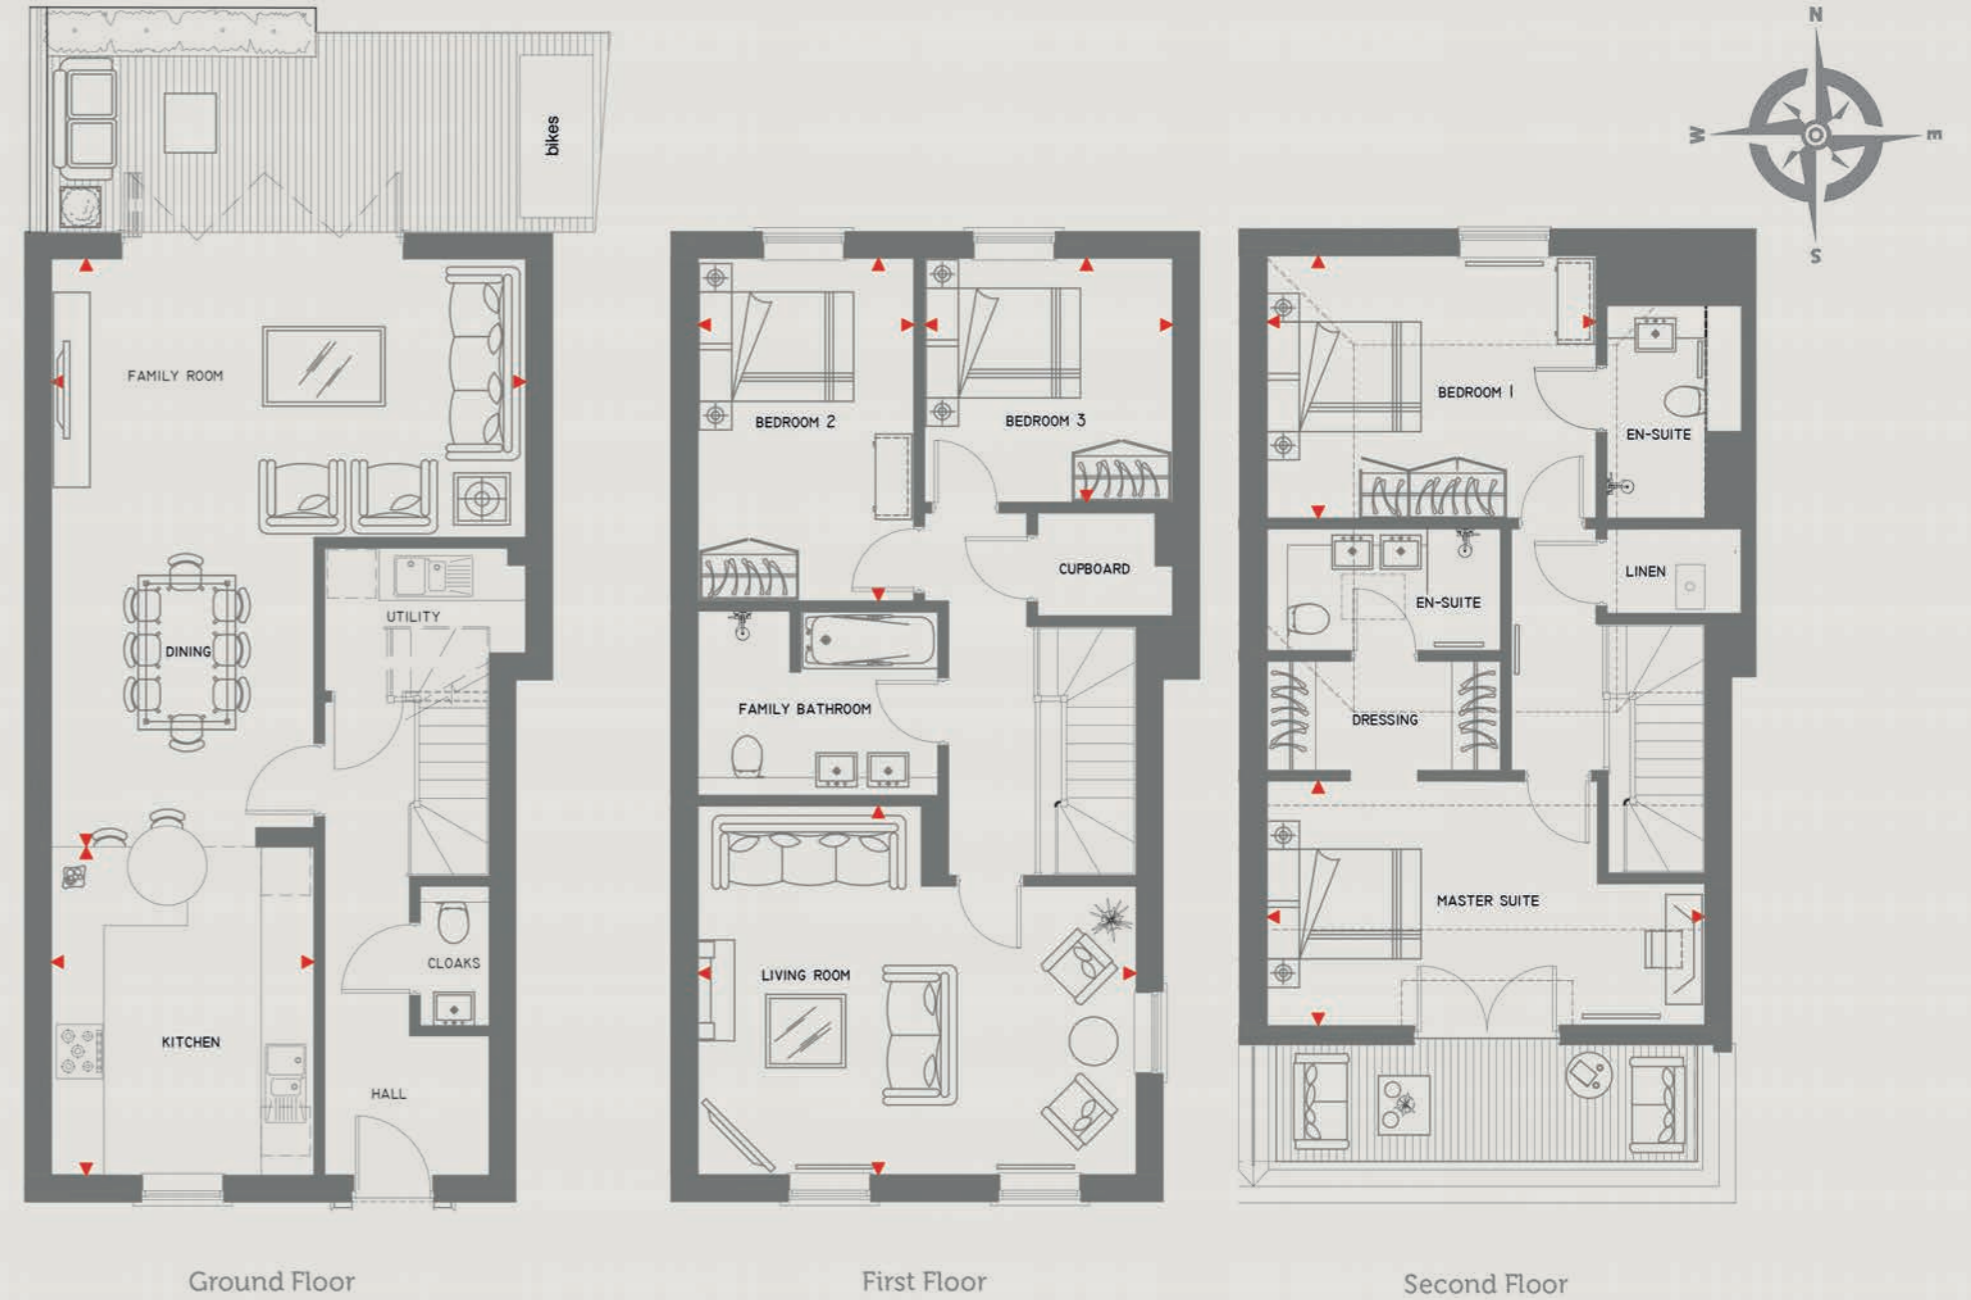 N
W
E
S
bikes
FAMILY ROOM
UTILITY
DINING
CLOAKS
KITCHEN
HALL
Ground Floor
BEDROOM 2
BEDROOM 3
CUPBOARD
FAMILY BATHROOM
LIVING ROOM
First Floor
BEDROOM 1
EN-SUITE
LINEN
EN-SUITE
DRESSING
MASTER SUITE
Second Floor